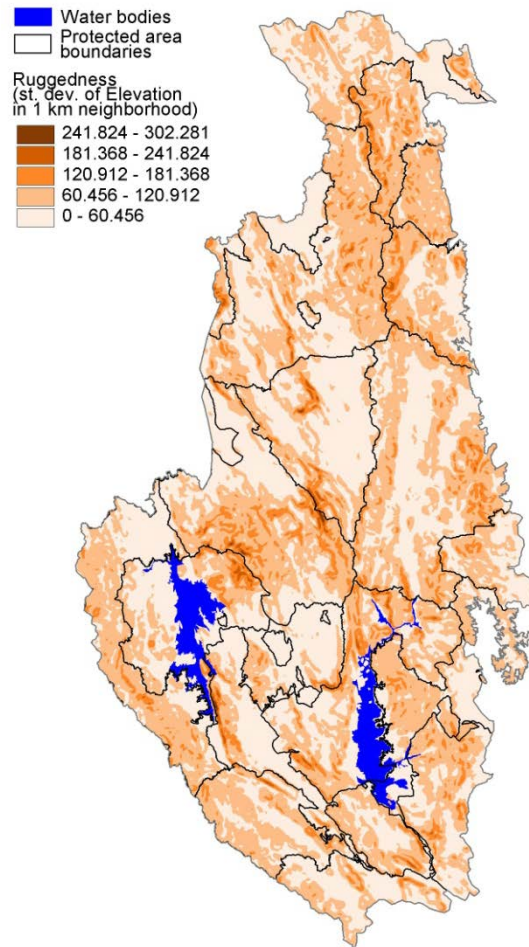 Water bodies
Protected area
boundaries
Ruggedness
(st. dev. of Elevation
in 1 km neighborhood)
241.824 - 302.281
181.368 - 241.824
120.912 - 181.368
60.456 - 120.912
0 - 60.456